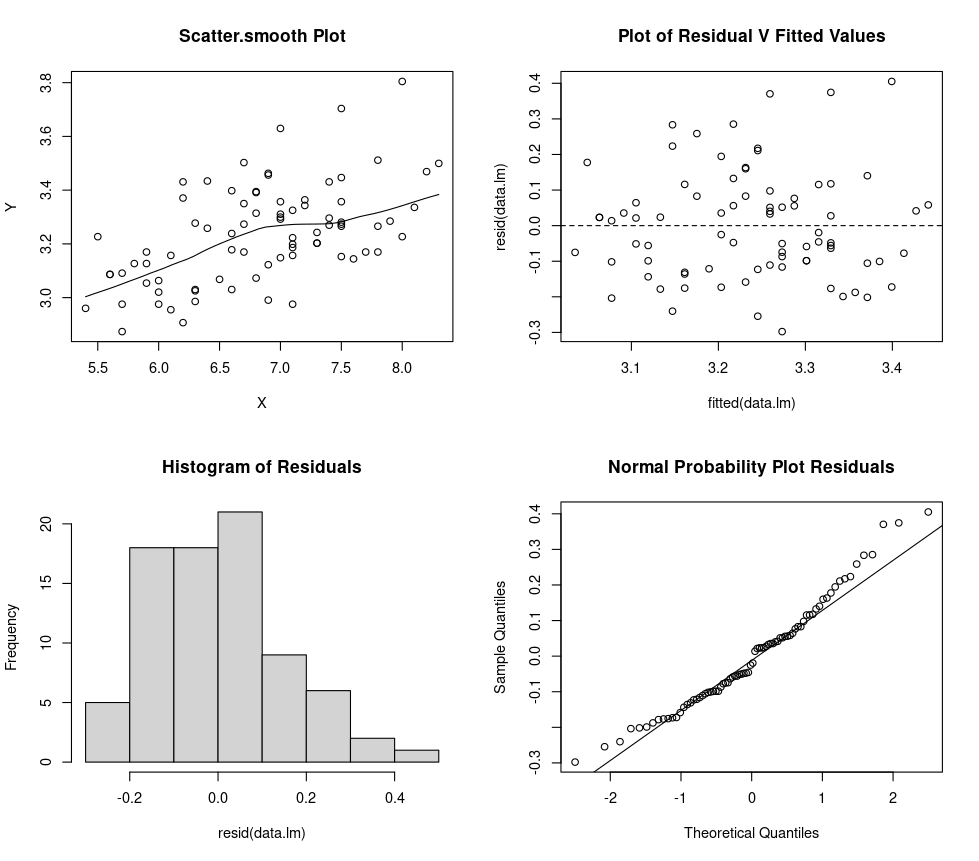 Scatter.smooth Plot
Y
3.0 3.2 3.4 3.6 3.8
5.5 6.0 6.5 7.0 7.5 8.0
X
Plot of Residual V Fitted Values
resid(data.lm)
-0.3 -0.1 0.0 0.1 0.2 0.3 0.4
3.1 3.2 3.3 3.4
fitted(data.lm)
Histogram of Residuals
Frequency
0 5 10 15 20
-0.2 0.0 0.2 0.4
resid(data.lm)
Normal Probability Plot Residuals
Sample Quantiles
-0.3 -0.1 0.0 0.1 0.2 0.3 0.4
-2 -1 0 1 2
Theoretical Quantiles